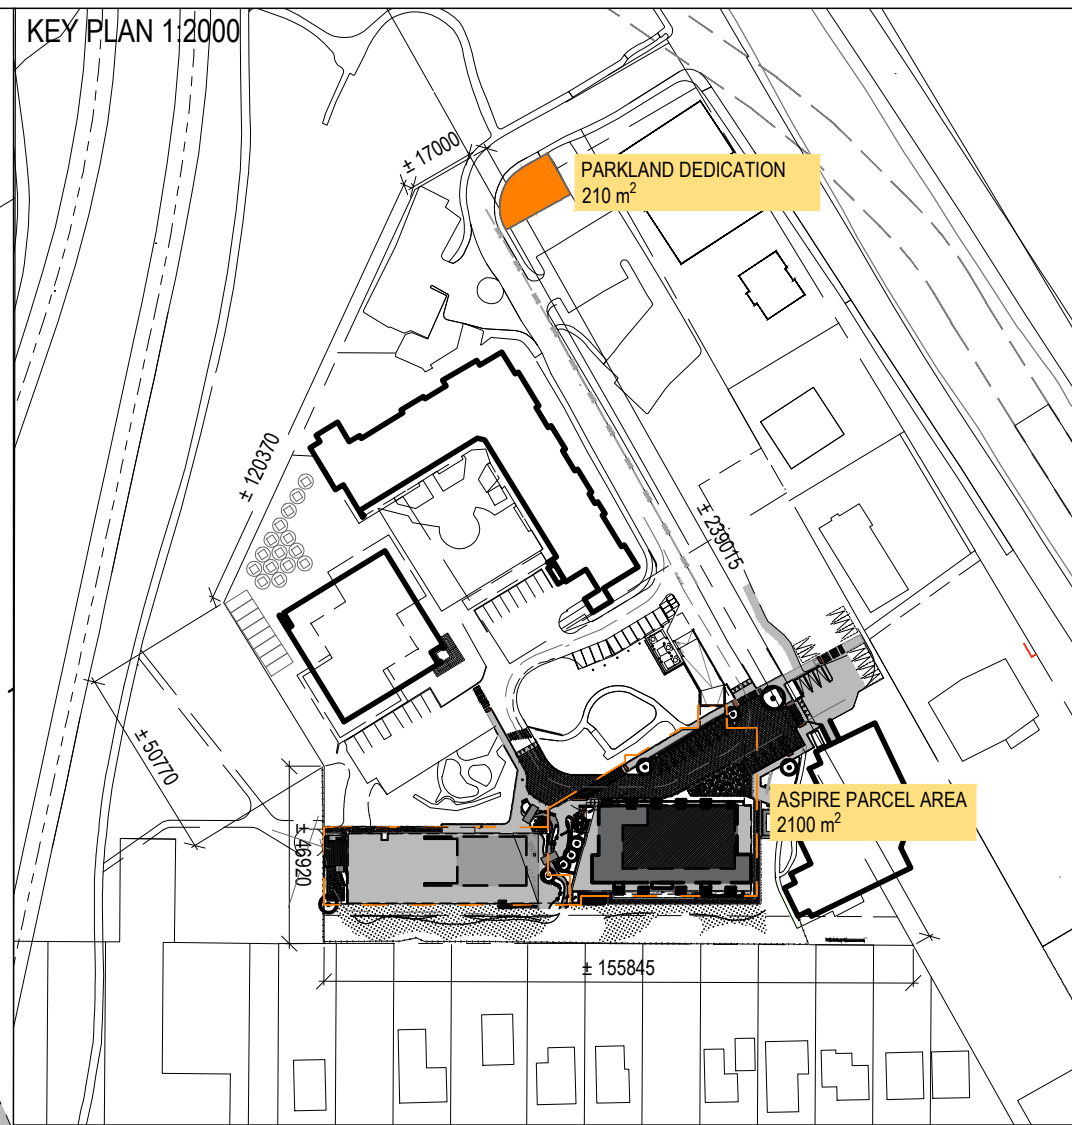 KEY PLAN 1:2000
± 17000
PARKLAND DEDICATION
210 m²
± 120370
± 239015
± 50770
ASPIRE PARCEL AREA
2100 m²
± 46920
± 155845